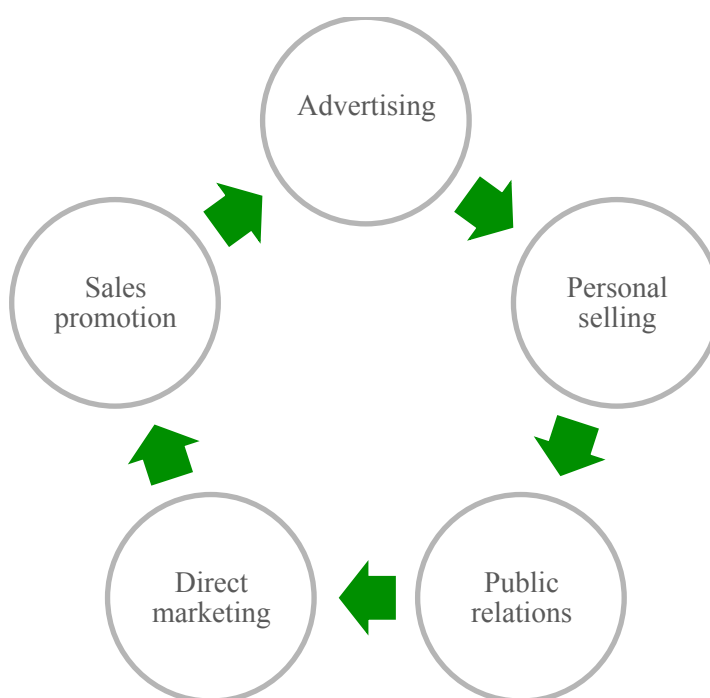 Advertising
Personal
selling
Public
relations
Direct
marketing
Sales
promotion